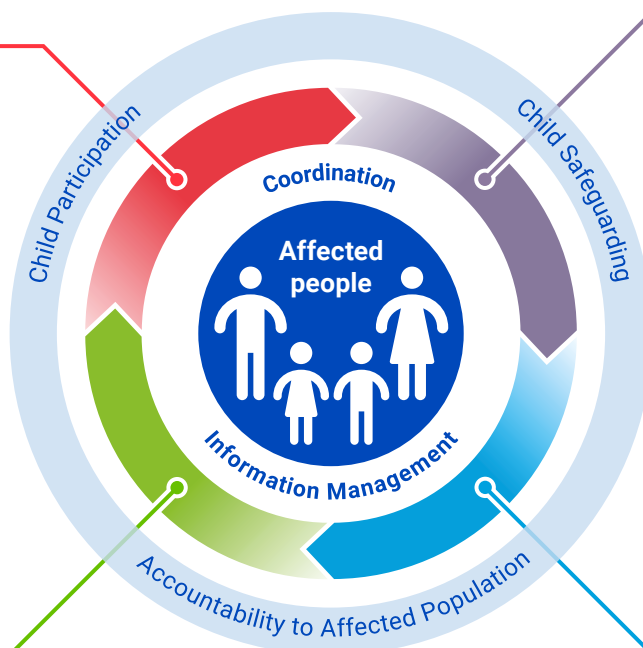 Child Participation
Child Safeguarding
Coordination
Affected
people
Information Management
Accountability to Affected Population